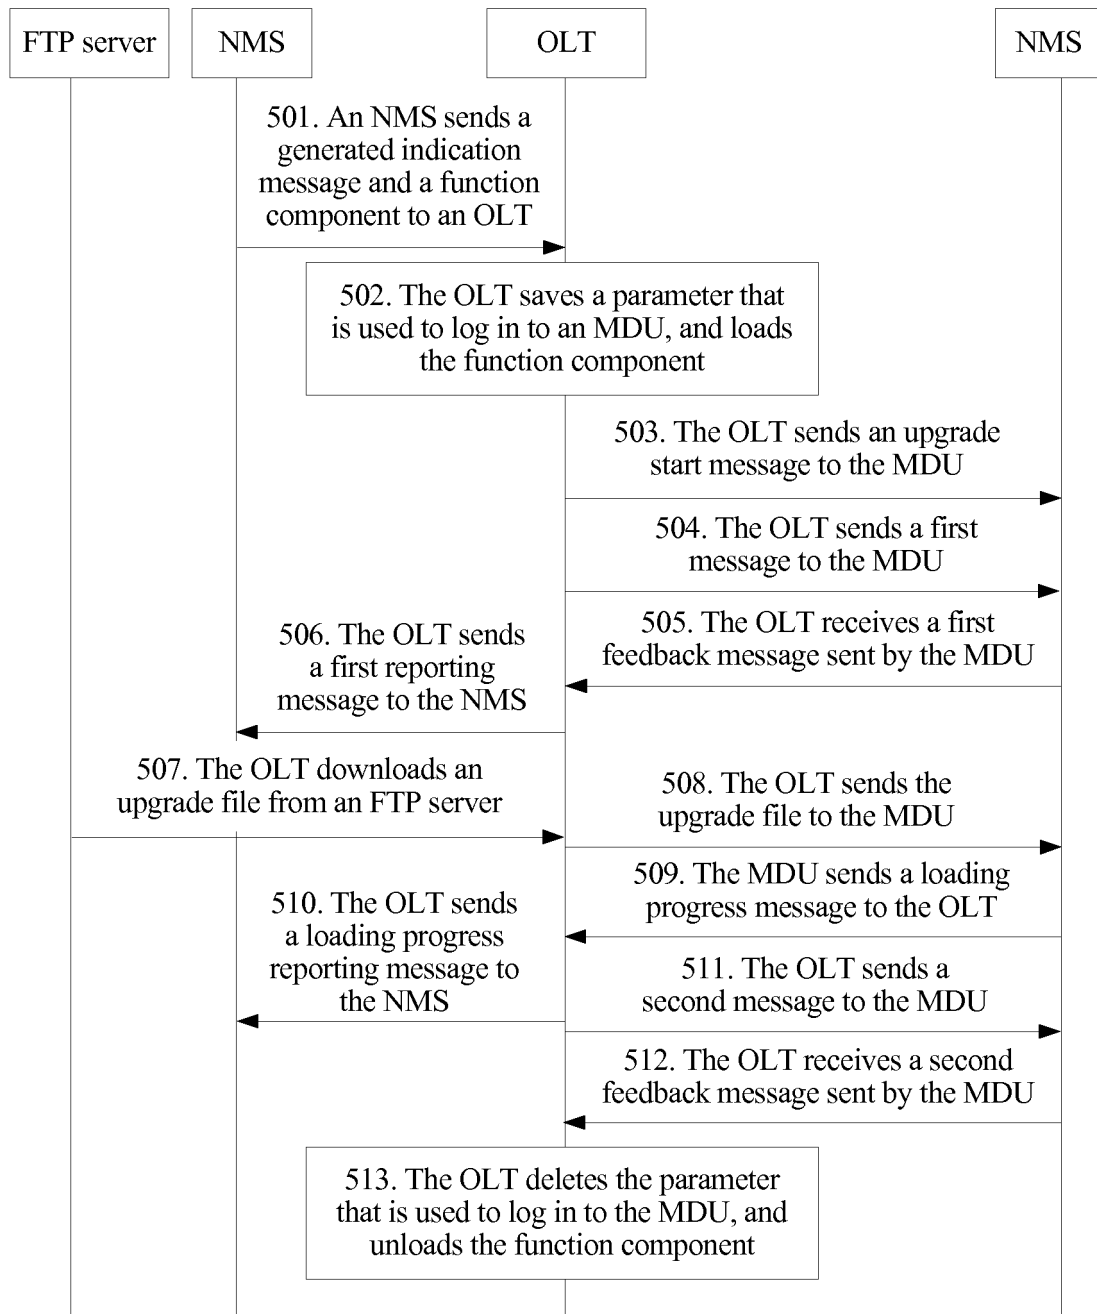 FTP server
NMS
OLT
NMS
501. An NMS sends a
generated indication
message and a function
component to an OLT
502. The OLT saves a parameter that
is used to log in to an MDU, and loads
the function component
503. The OLT sends an upgrade
start message to the MDU
504. The OLT sends a first
message to the MDU
505. The OLT receives a first
feedback message sent by the MDU
506. The OLT sends
a first reporting
message to the NMS
507. The OLT downloads an
upgrade file from an FTP server
508. The OLT sends the
upgrade file to the MDU
509. The MDU sends a loading
progress message to the OLT
510. The OLT sends
a loading progress
reporting message to
the NMS
511. The OLT sends a
second message to the MDU
512. The OLT receives a second
feedback message sent by the MDU
513. The OLT deletes the parameter
that is used to log in to the MDU, and
unloads the function component